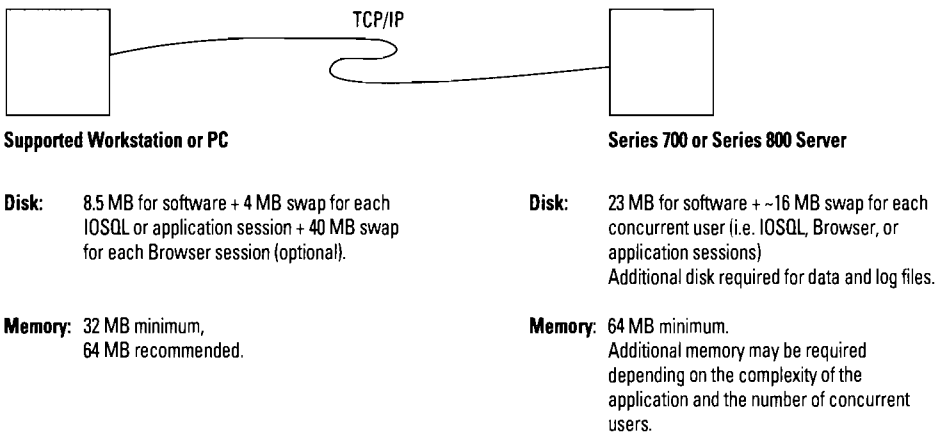 TCP/IP
Supported Workstation or PC
Disk: 8.5 MB for software + 4 MB swap for each
IOSQL or application session + 40 MB swap
for each Browser session (optional).
Memory: 32 MB minimum,
64 MB recommended.
Series 700 or Series 800 Server
Disk: 23 MB for software + ~16 MB swap for each
concurrent user (i.e. IOSQL, Browser, or
application sessions)
Additional disk required for data and log files.
Memory: 64 MB minimum.
Additional memory may be required
depending on the complexity of the
application and the number of concurrent
users.